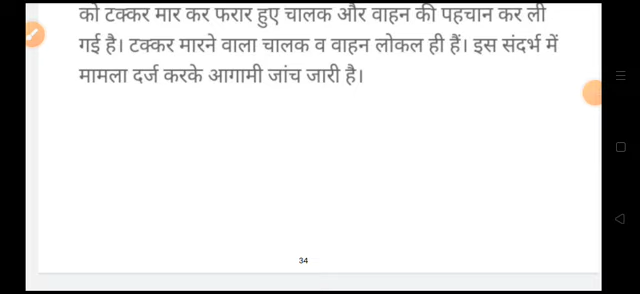 को टक्कर मार कर फरार हुए चालक और वाहन की पहचान कर ली
गई है। टक्कर मारने वाला चालक व वाहन लोकल ही हैं। इस संदर्भ में
मामला दर्ज करके आगामी जांच जारी है।
34